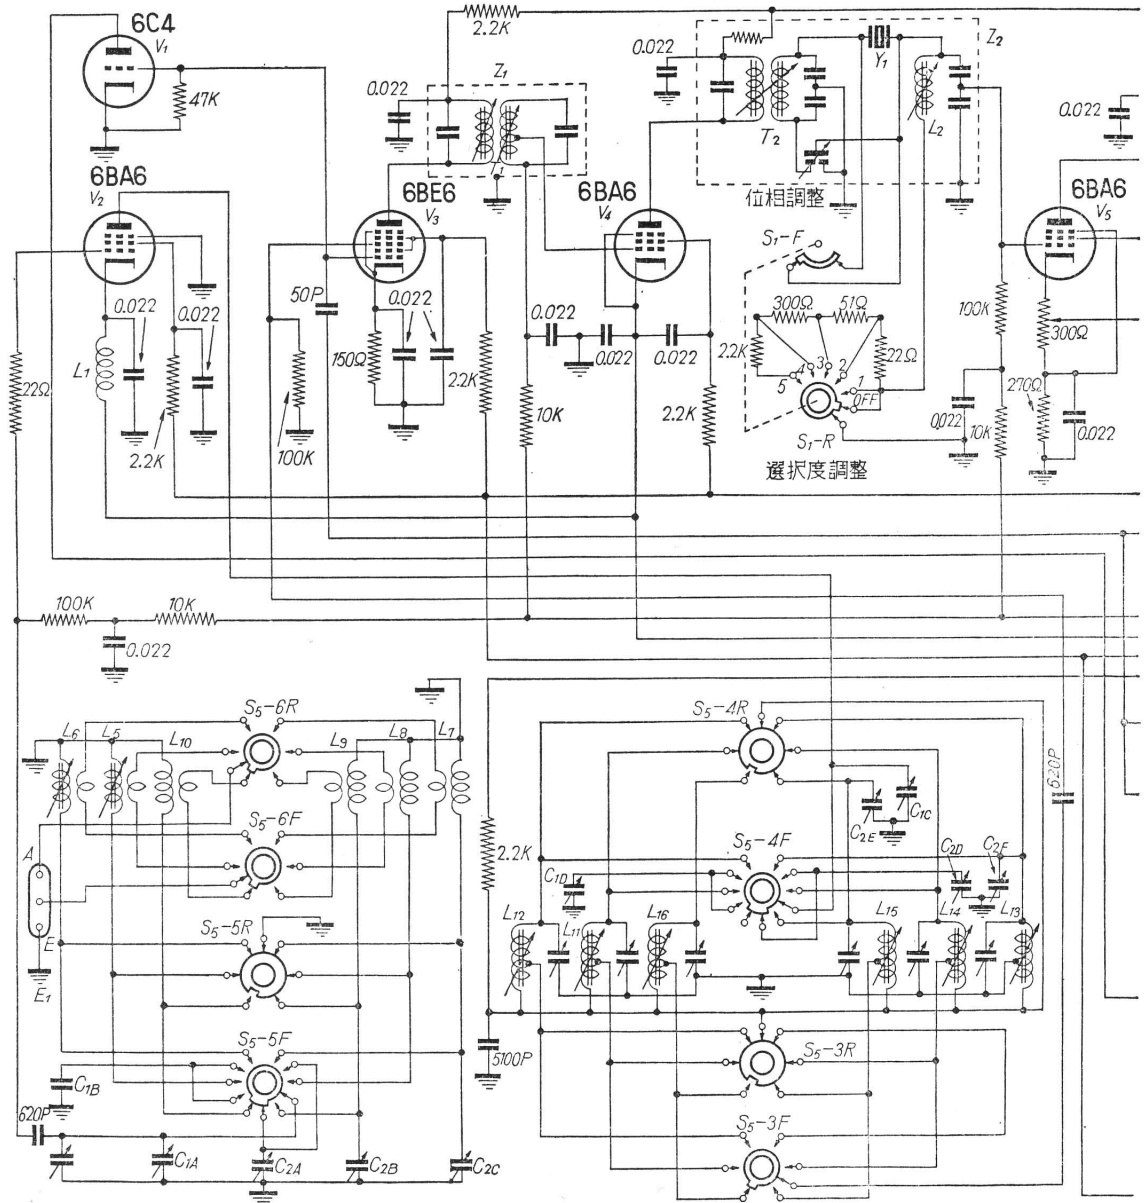 2.2K
6C4
V1
47K
0.022
Z1
0.022
Y1
Z2
T2
L2
0.022
位相調整
6BA6
V2
6BE6
V3
6BA6
V4
6BA6
V5
S1-F
50P
0.022
0.022
0.022
0.022
0.022
0.022
300Ω
51Ω
2.2K
22Ω
5
4
3
2
1
OFF
S1-R
選択度調整
100K
300Ω
270Ω
0.022
0.022
10K
22Ω
L1
2.2K
150Ω
100K
2.2K
10K
2.2K
100K
10K
0.022
S5-6R
L6
L5
L10
L9
L8
L7
S5-6F
A
E
E1
S5-5R
S5-5F
C1B
620P
C1A
C2A
C2B
C2C
S5-4R
620P
C2E
C1C
2.2K
S5-4F
C1D
C2D
C2F
L12
L11
L16
L15
L14
L13
5100P
S5-3R
S5-3F